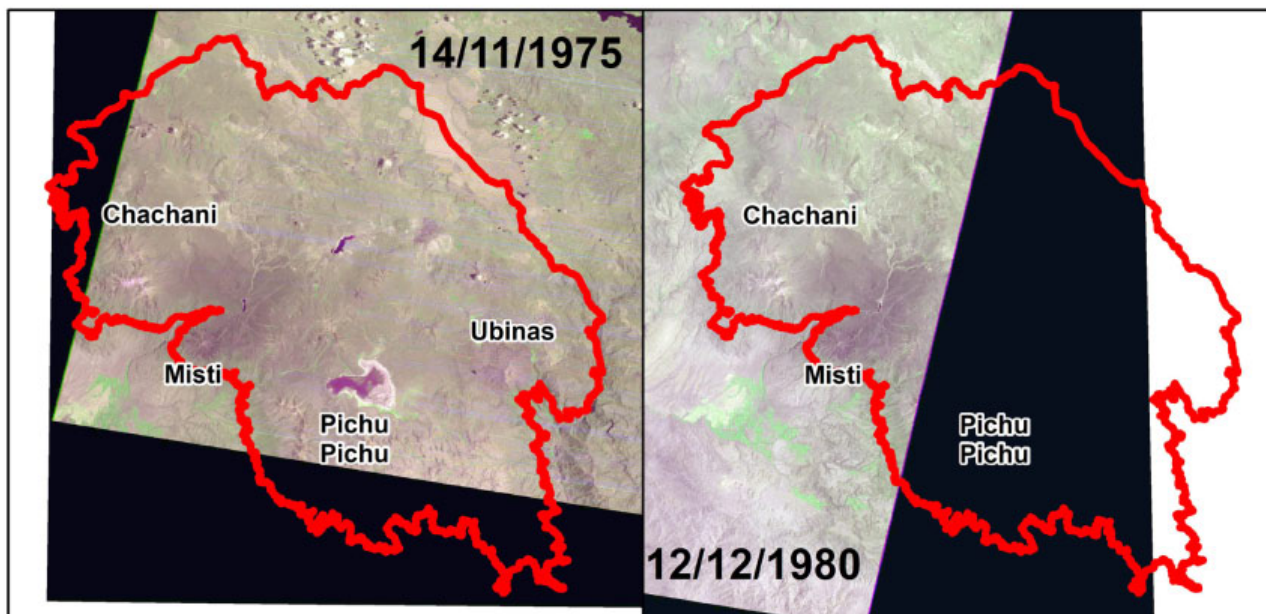 14/11/1975
Chachani
Ubinas
Misti
Pichu
Pichu
Chachani
Misti
Pichu
Pichu
12/12/1980